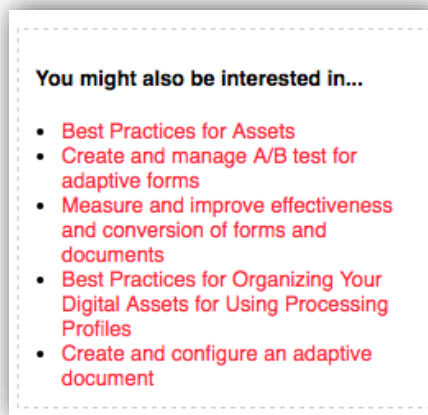 You might also be interested in...
• Best Practices for Assets
• Create and manage A/B test for
adaptive forms
• Measure and improve effectiveness
and conversion of forms and
documents
• Best Practices for Organizing Your
Digital Assets for Using Processing
Profiles
• Create and configure an adaptive
document